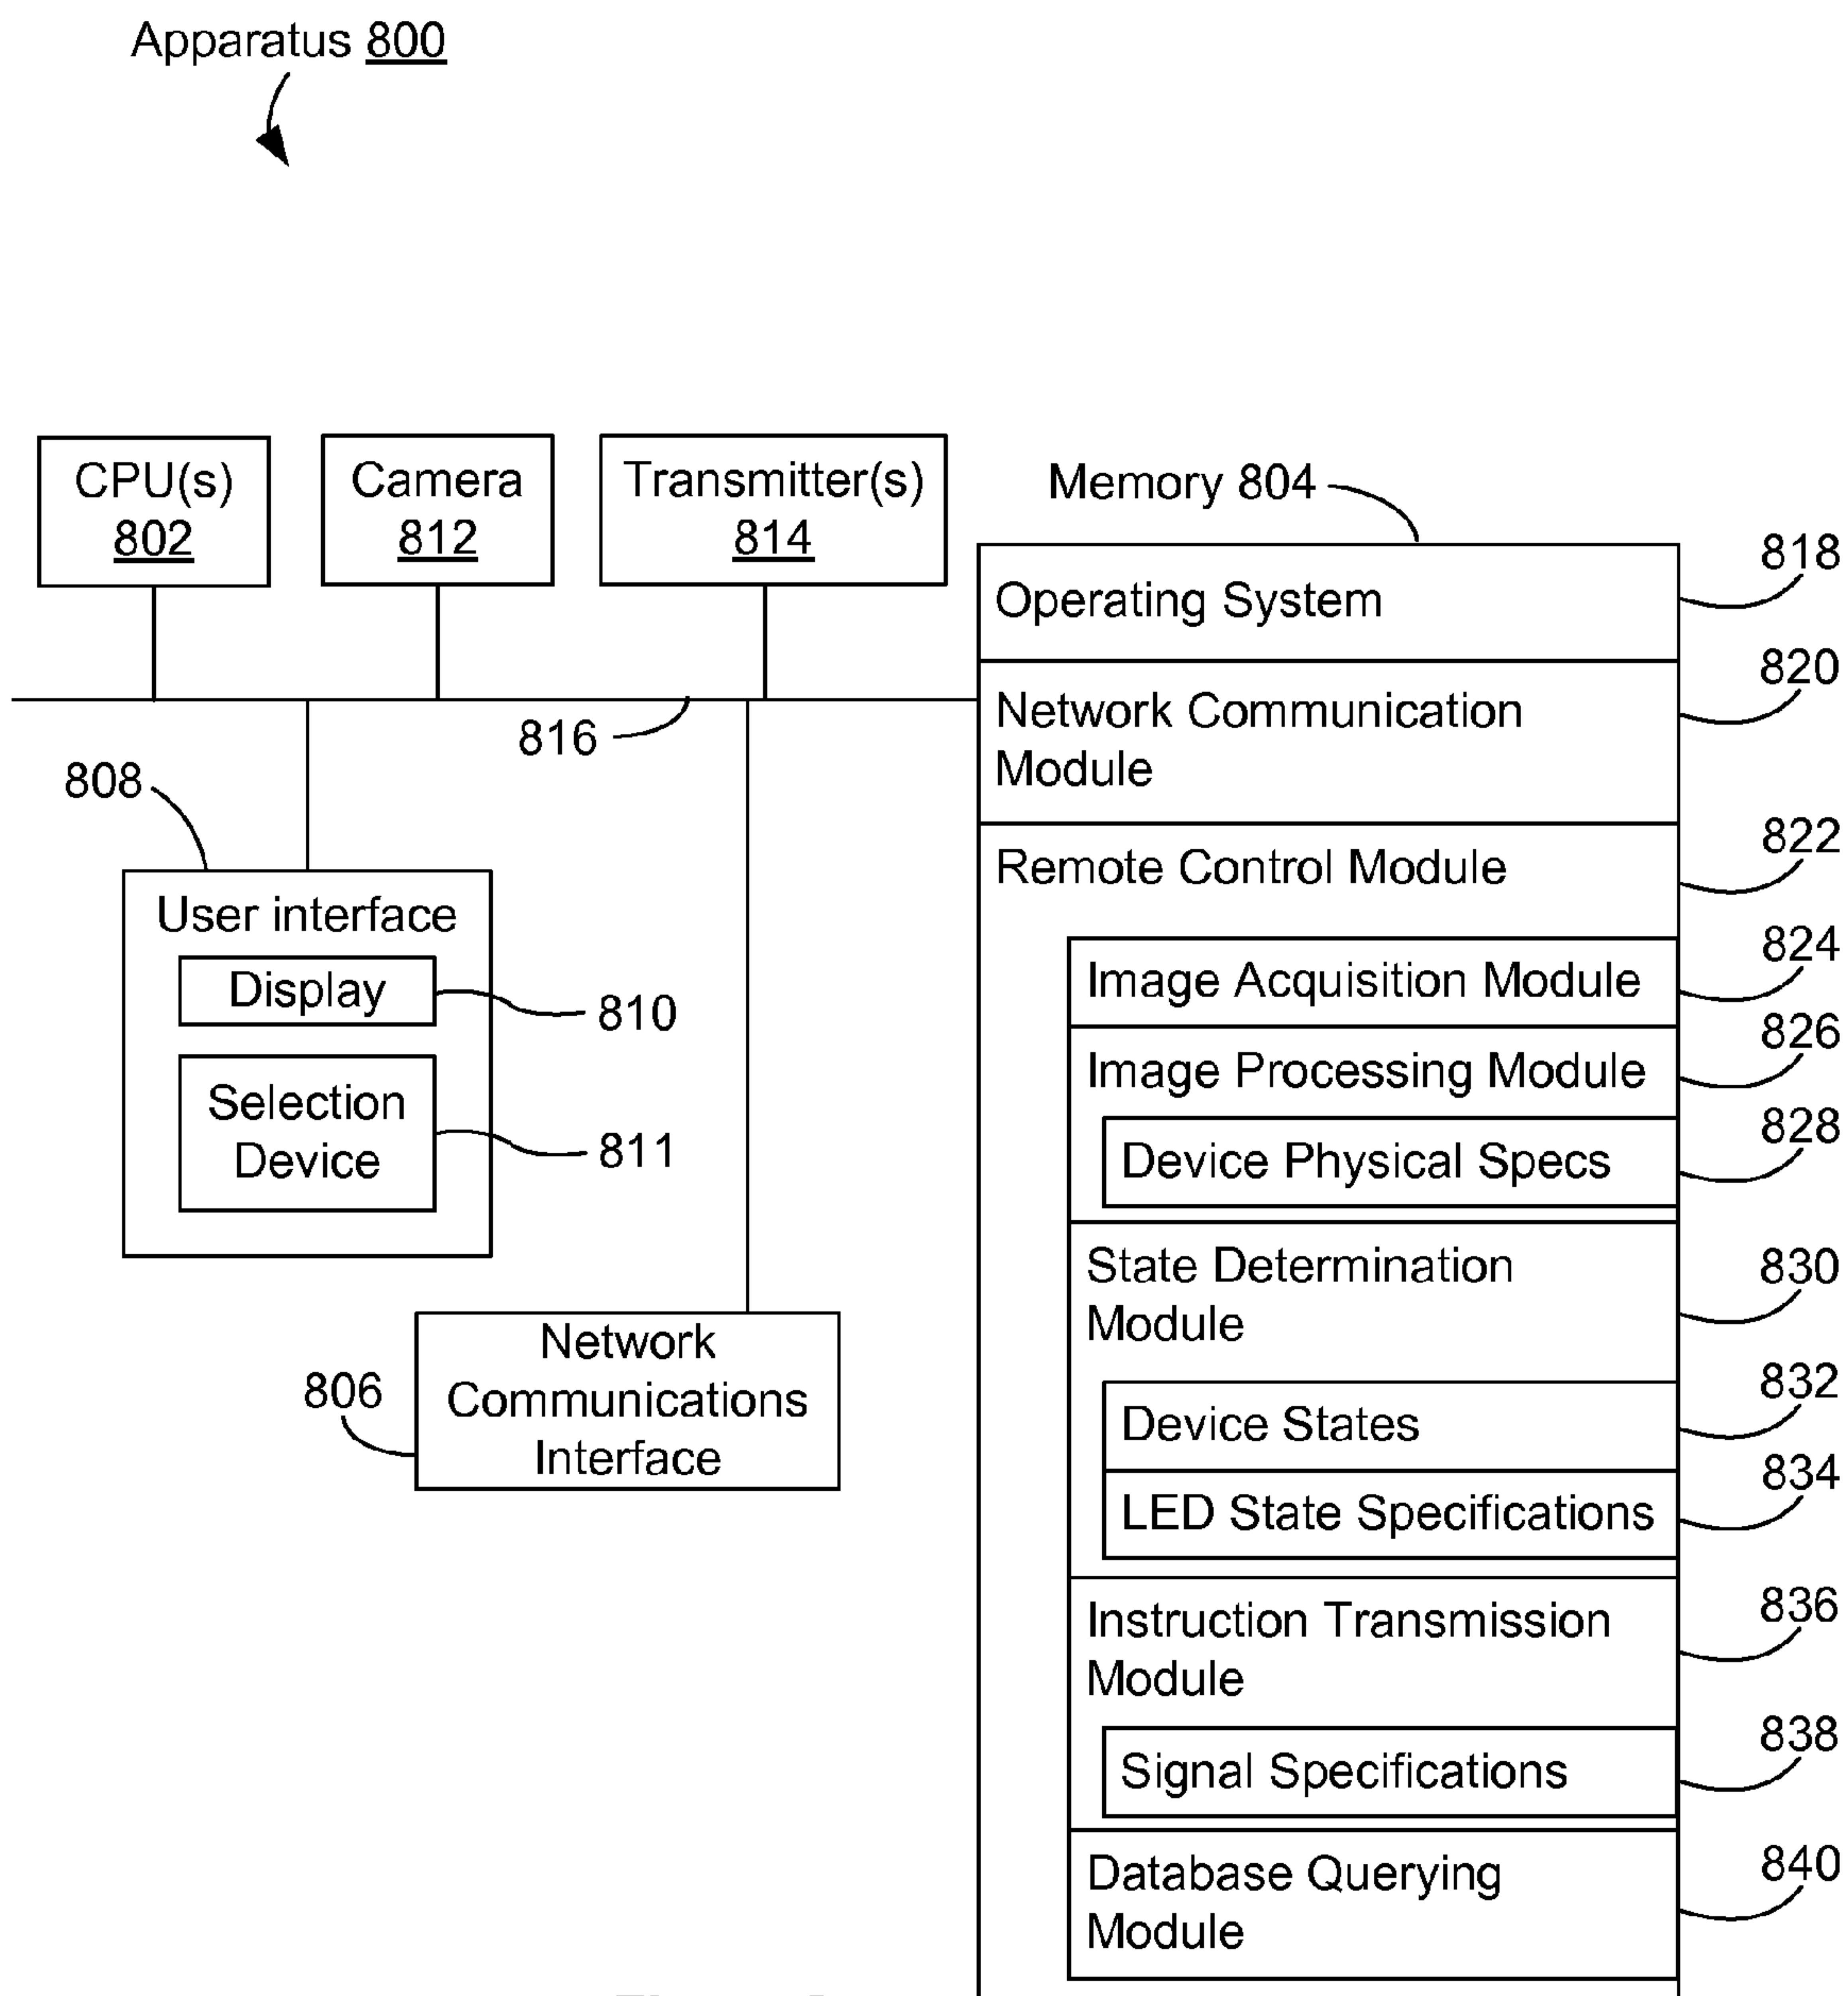 Apparatus 800
CPU(s)
802
Camera
812
Transmitter(s)
814
816
808
User interface
Display
810
Selection
Device
811
Network
Communications
Interface
806
Memory 804
Operating System
818
Network Communication
Module
820
Remote Control Module
822
Image Acquisition Module
824
Image Processing Module
826
Device Physical Specs
828
State Determination
Module
830
Device States
832
LED State Specifications
834
Instruction Transmission
Module
836
Signal Specifications
838
Database Querying
Module
840